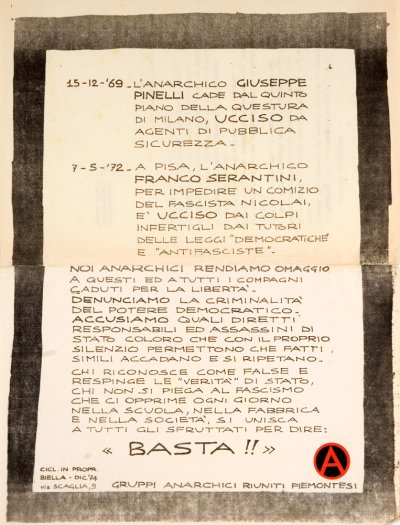 15-12-'69 - L'ANARCHICO GIUSEPPE
PINELLI CADE DAL QUINTO
PIANO DELLA QUESTURA
DI MILANO, UCCISO DA
AGENTI DI PUBBLICA
SICUREZZA -
7-5-'72 - A PISA, L'ANARCHICO
FRANCO SERANTINI,
PER IMPEDIRE UN COMIZIO
DEL FASCISTA NICOLAI,
E' UCCISO DAI COLPI
INFERTIGLI DAI TUTORI
DELLE LEGGI "DEMOCRATICHE"
E "ANTIFASCISTE" -
NOI ANARCHICI RENDIAMO OMAGGIO
A QUESTI ED A TUTTI I COMPAGNI
CADUTI PER LA LIBERTA' -
DENUNCIAMO LA CRIMINALITA'
DEL POTERE DEMOCRATICO -
ACCUSIAMO QUALI DIRETTI
RESPONSABILI ED ASSASSINI DI
STATO COLORO CHE CON IL PROPRIO
SILENZIO PERMETTONO CHE FATTI
SIMILI ACCADANO E SI RIPETANO -
CHI RICONOSCE COME FALSE E
RESPINGE LE "VERITA'" DI STATO,
CHI NON SI PIEGA AL FASCISMO
CHE CI OPPRIME OGNI GIORNO
NELLA SCUOLA, NELLA FABBRICA
E NELLA SOCIETA', SI UNISCA
A TUTTI GLI SFRUTTATI PER DIRE:
« BASTA !! »
A
CICL. IN PROPR.
BIELLA - DIC. '74
via SCAGLIA, 9
GRUPPI ANARCHICI RIUNITI PIEMONTESI